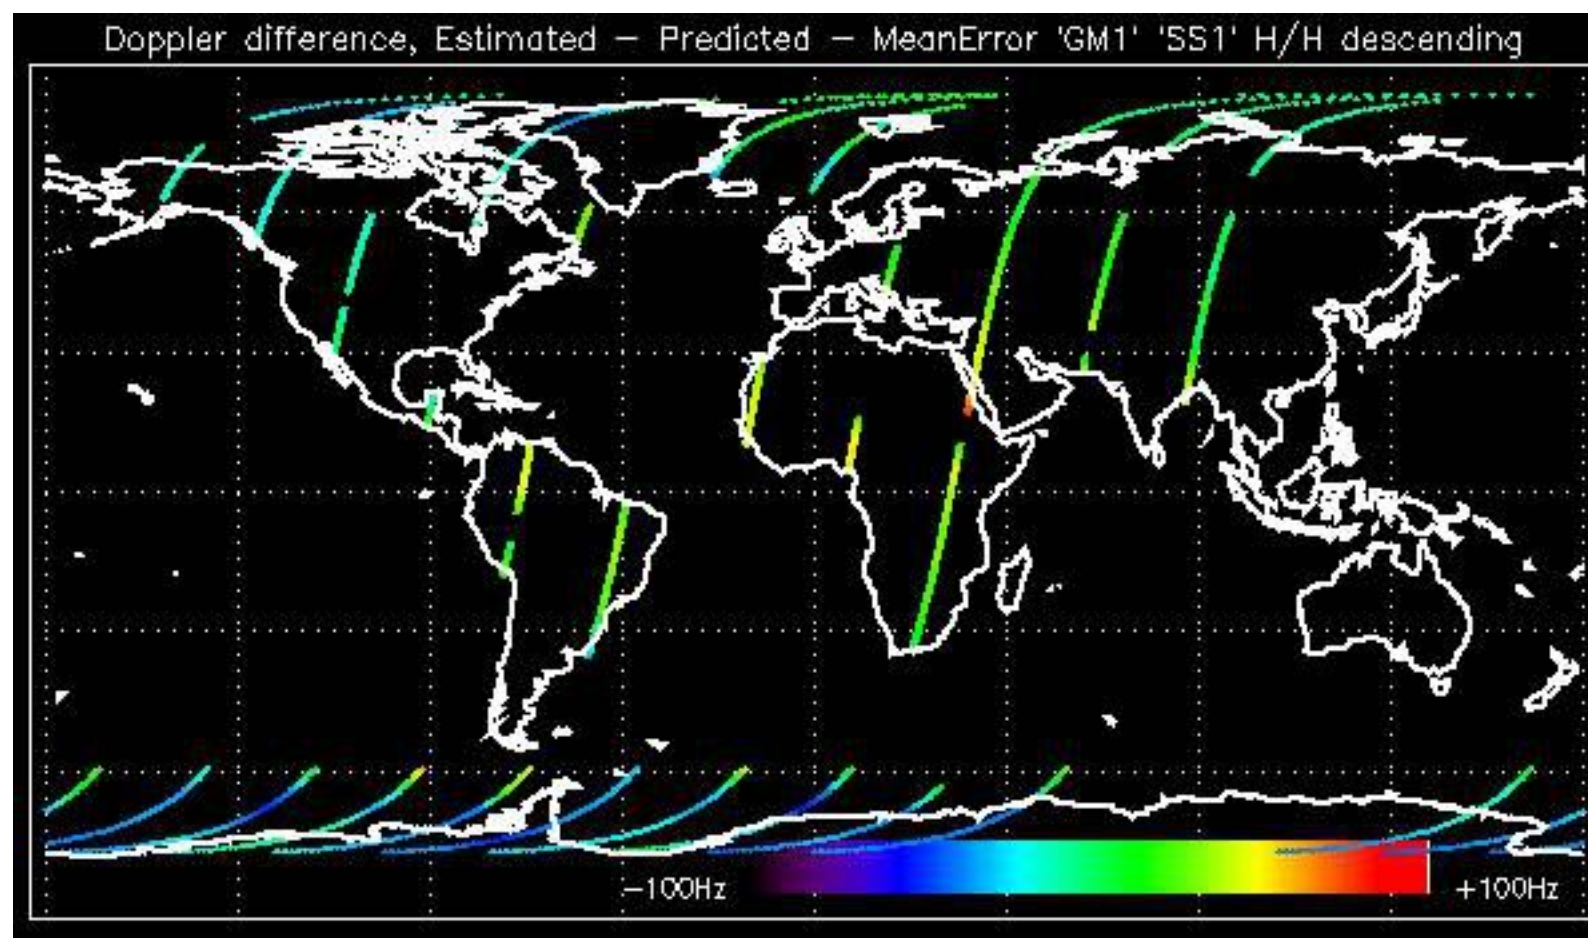 Doppler difference, Estimated – Predicted – MeanError 'GM1' 'SS1' H/H descending
−100Hz +100Hz